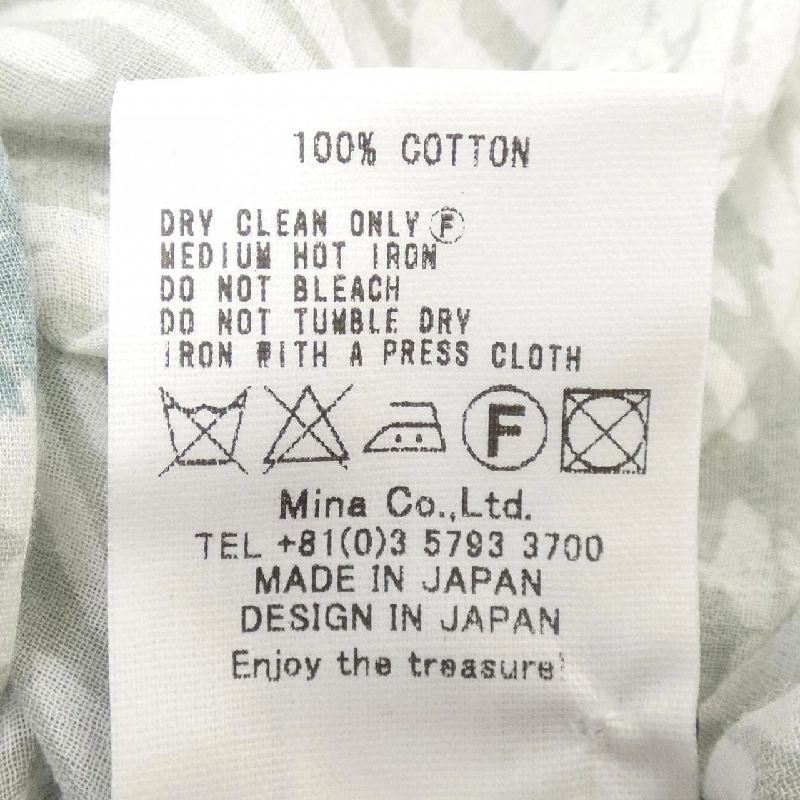 100% COTTON
DRY CLEAN ONLY Ⓕ
MEDIUM HOT IRON
DO NOT BLEACH
DO NOT TUMBLE DRY
IRON WITH A PRESS CLOTH
F
Mina Co.,Ltd.
TEL +81(0)3 5793 3700
MADE IN JAPAN
DESIGN IN JAPAN
Enjoy the treasure!